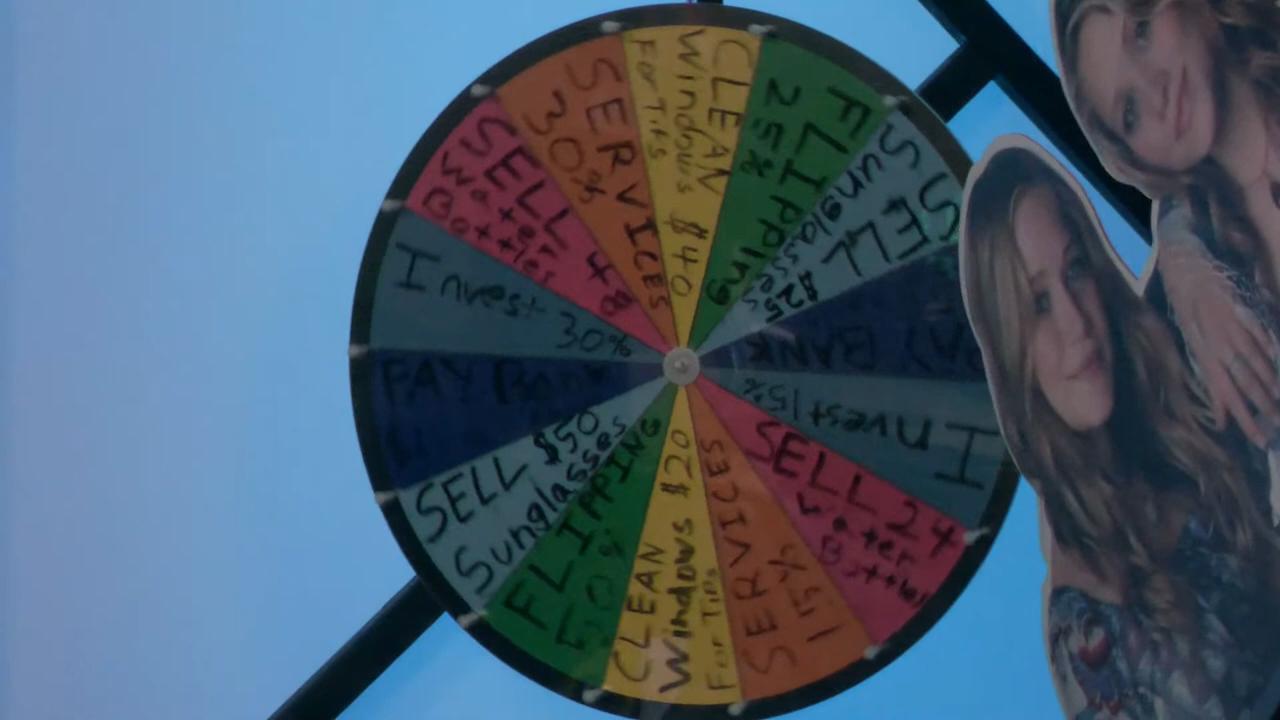 CLEAN
Windows $40
For Tips
FLIPPING
25%
SELL
Sunglasses
$25
PAY BANK
Invest 15%
SELL 24
Water
Bottles
SERVICES
15%
CLEAN
Windows $20
For Tips
FLIPPING
SELL $50
Sunglasses
PAY Bank
Invest 30%
SELL 48
Water
Bottles
SERVICES
30%